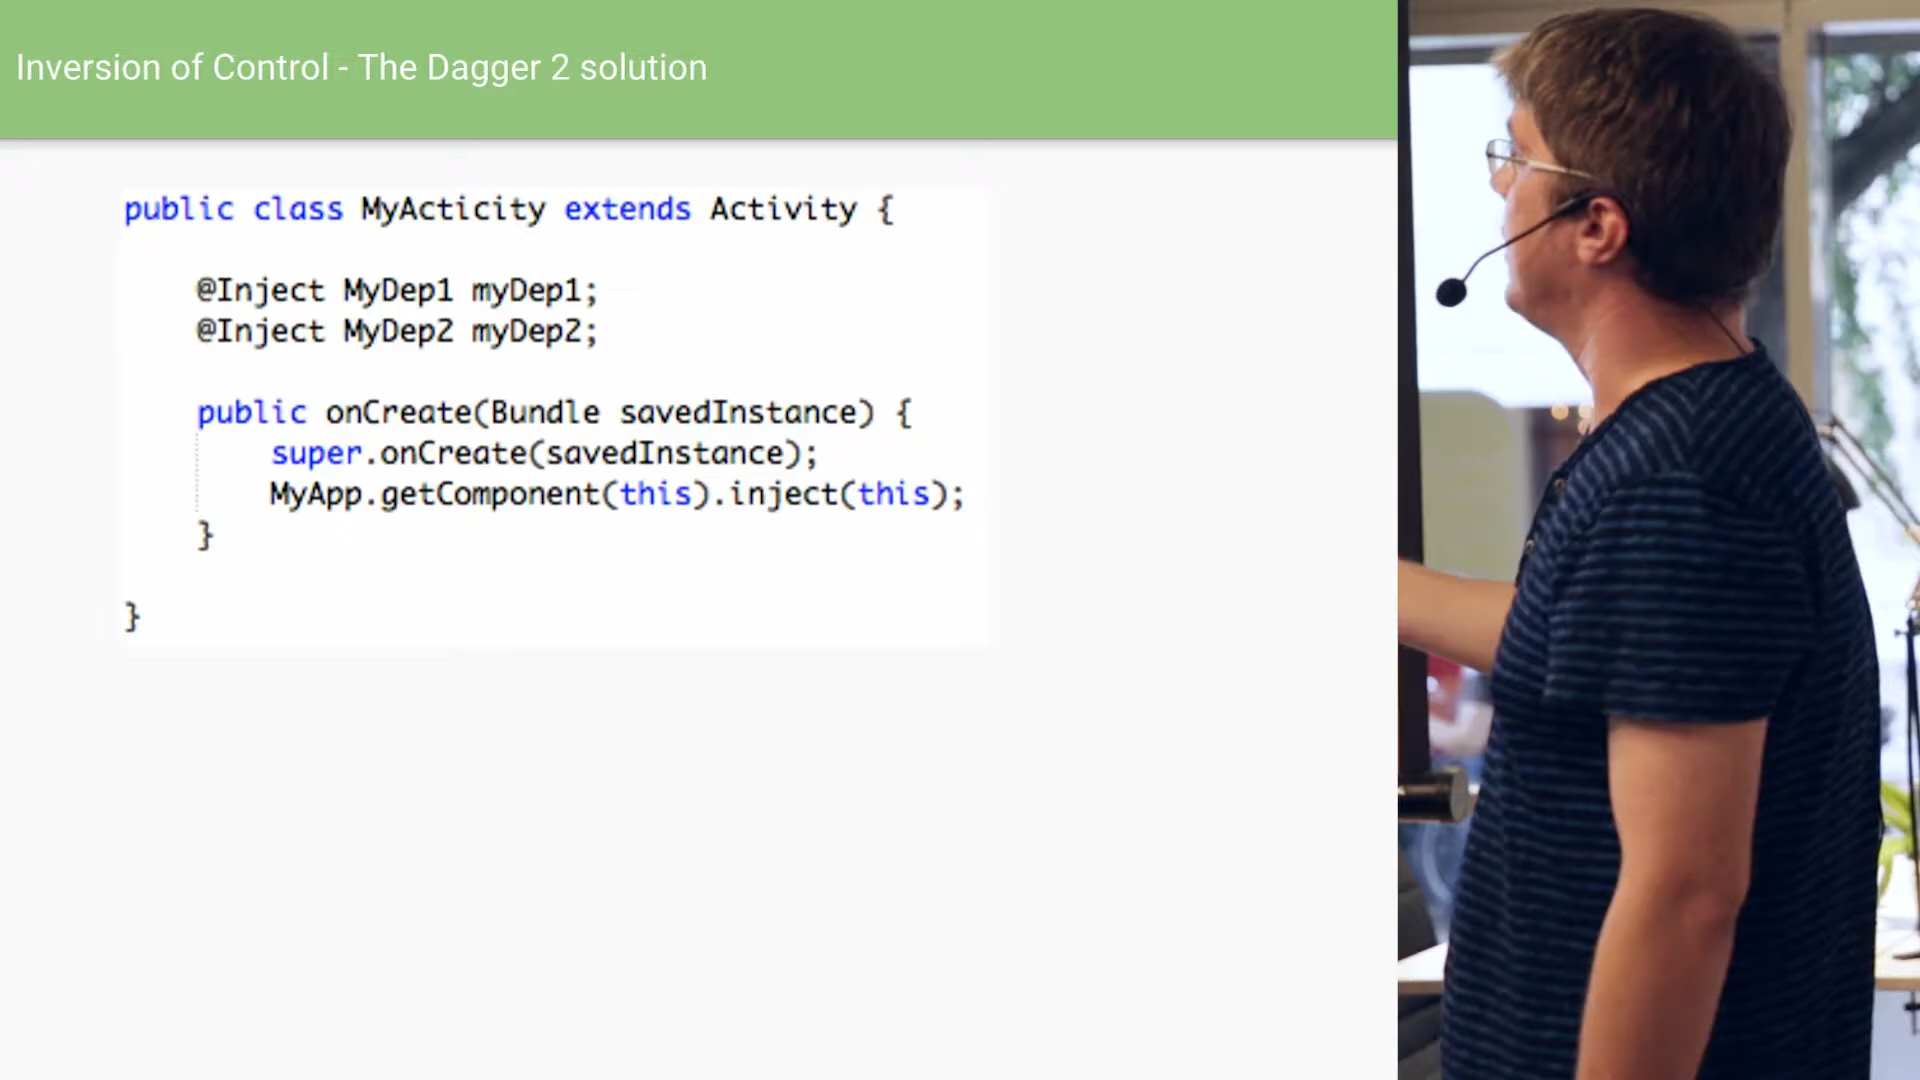 Inversion of Control - The Dagger 2 solution
public class MyActicity extends Activity {
@Inject MyDep1 myDep1;
@Inject MyDep2 myDep2;
public onCreate(Bundle savedInstance) {
super.onCreate(savedInstance);
MyApp.getComponent(this).inject(this);
}
}